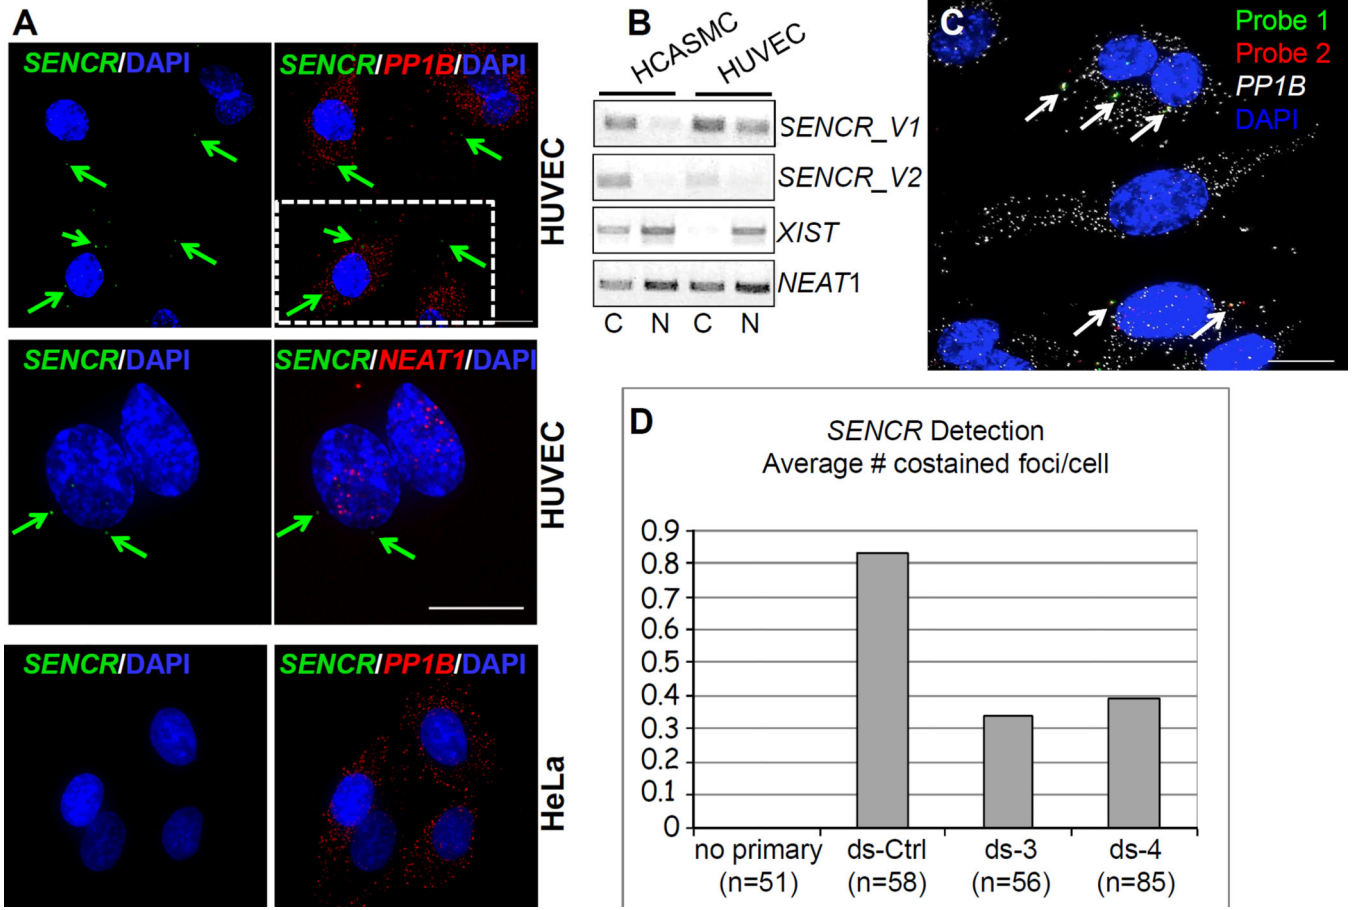 A
SENCR/DAPI
SENCR/PP1B/DAPI
HUVEC
SENCR/DAPI
SENCR/NEAT1/DAPI
HUVEC
SENCR/DAPI
SENCR/PP1B/DAPI
HeLa
B
HCASMC
HUVEC
SENCR_V1
SENCR_V2
XIST
NEAT1
C N C N
C
Probe 1
Probe 2
PP1B
DAPI
D
SENCR Detection
Average # costained foci/cell
0.9
0.8
0.7
0.6
0.5
0.4
0.3
0.2
0.1
0
no primary ds-Ctrl ds-3 ds-4
(n=51) (n=58) (n=56) (n=85)